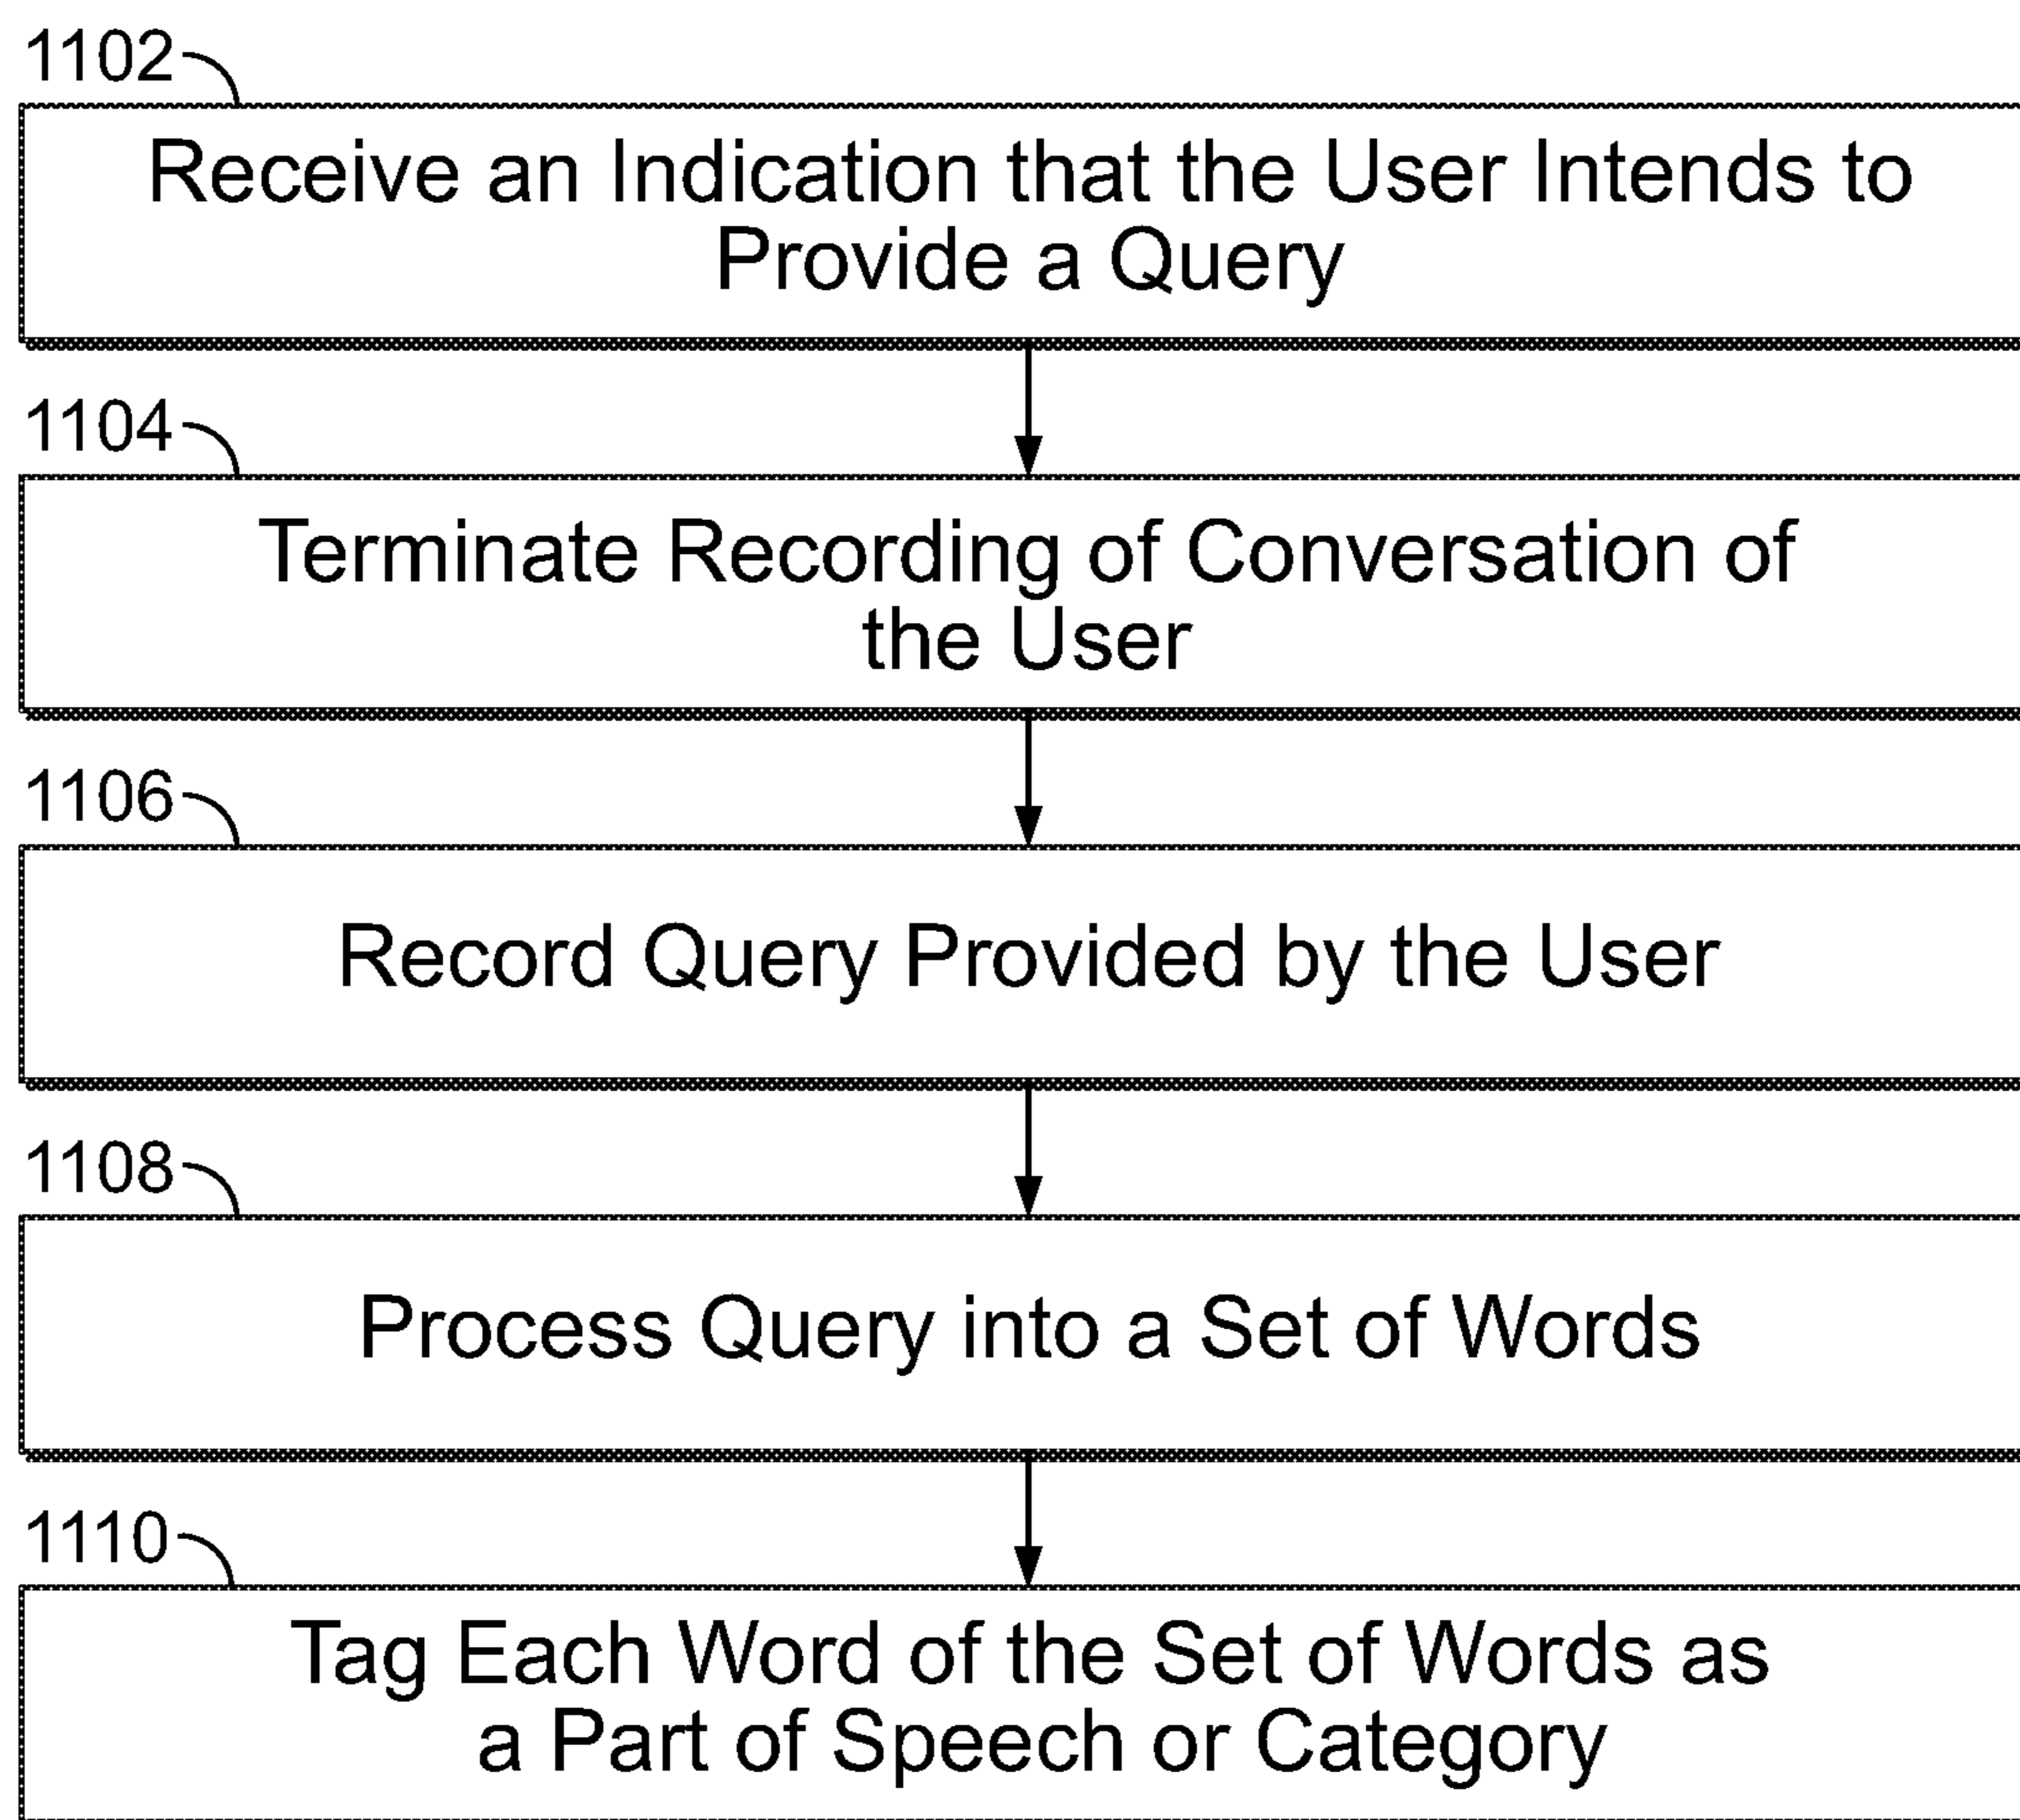 1102
Receive an Indication that the User Intends to
Provide a Query
1104
Terminate Recording of Conversation of
the User
1106
Record Query Provided by the User
1108
Process Query into a Set of Words
1110
Tag Each Word of the Set of Words as
a Part of Speech or Category